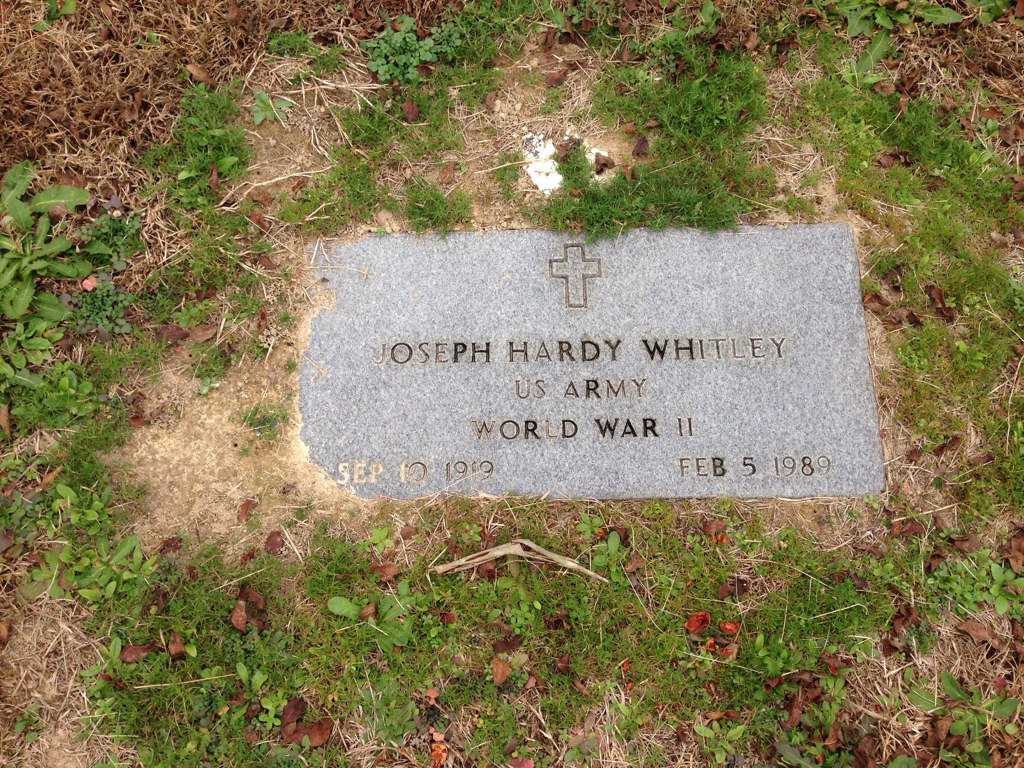 JOSEPH HARDY WHITLEY
US ARMY
WORLD WAR II
SEP 10 1919 FEB 5 1989